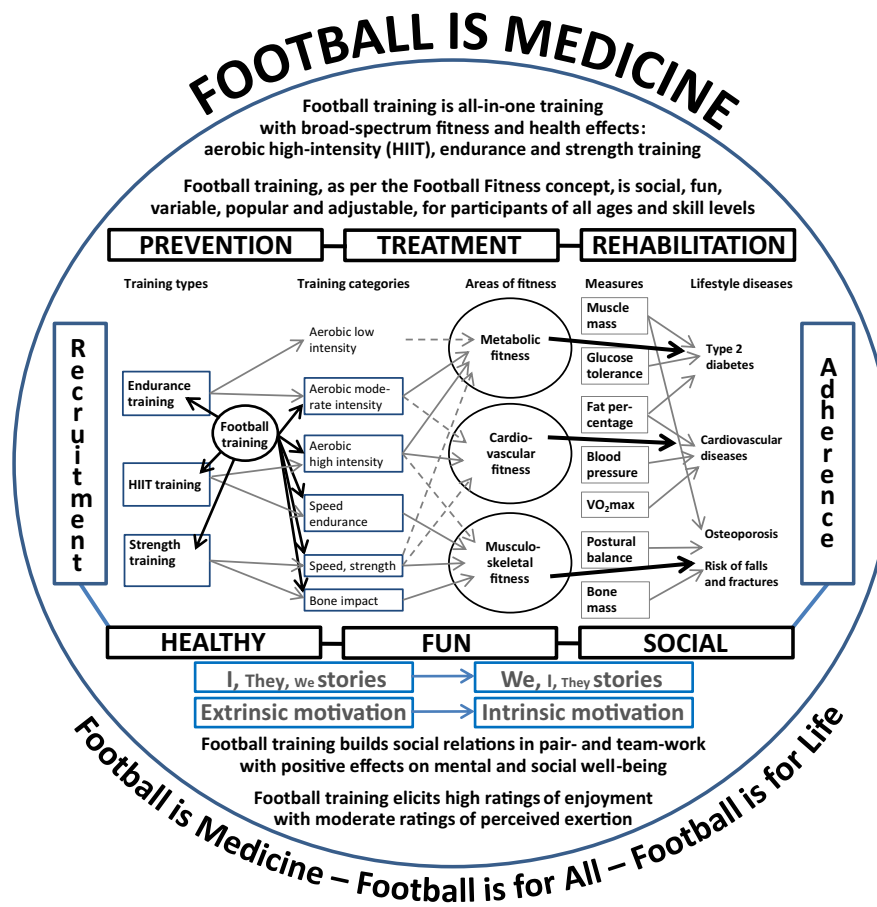 FOOTBALL IS MEDICINE
Football training is all-in-one training
with broad-spectrum fitness and health effects:
aerobic high-intensity (HIIT), endurance and strength training
Football training, as per the Football Fitness concept, is social, fun,
variable, popular and adjustable, for participants of all ages and skill levels
PREVENTION
TREATMENT
REHABILITATION
Training types
Training categories
Areas of fitness
Measures
Lifestyle diseases
Recruitment
Endurance
training
HIIT training
Strength
training
Football
training
Aerobic low
intensity
Aerobic mode-
rate intensity
Aerobic
high intensity
Speed
endurance
Speed, strength
Bone impact
Metabolic
fitness
Cardio-
vascular
fitness
Musculo-
skeletal
fitness
Muscle
mass
Glucose
tolerance
Fat per-
centage
Blood
pressure
VO₂max
Postural
balance
Bone
mass
Type 2
diabetes
Cardiovascular
diseases
Osteoporosis
Risk of falls
and fractures
Adherence
HEALTHY
FUN
SOCIAL
I, They, We stories
We, I, They stories
Extrinsic motivation
Intrinsic motivation
Football training builds social relations in pair- and team-work
with positive effects on mental and social well-being
Football training elicits high ratings of enjoyment
with moderate ratings of perceived exertion
Football is Medicine – Football is for All – Football is for Life